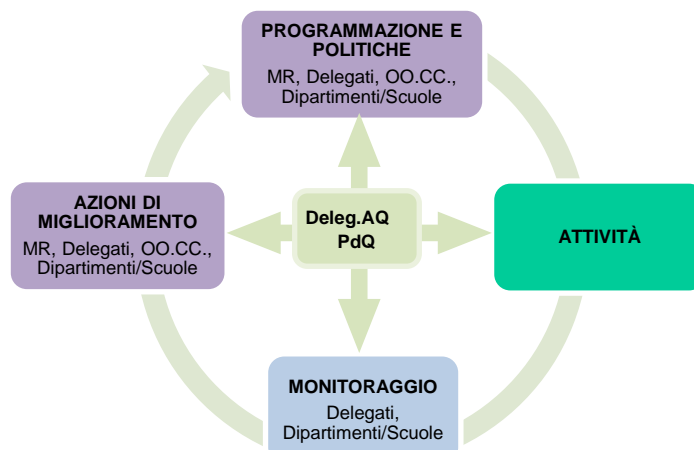 PROGRAMMAZIONE E
POLITICHE
MR, Delegati, OO.CC.,
Dipartimenti/Scuole
AZIONI DI
MIGLIORAMENTO
MR, Delegati, OO.CC.,
Dipartimenti/Scuole
Deleg.AQ
PdQ
ATTIVITÀ
MONITORAGGIO
Delegati,
Dipartimenti/Scuole